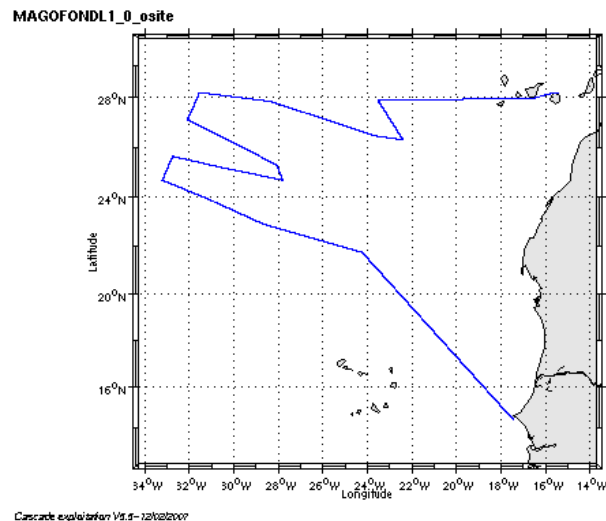 MAGOFONDL1_0_osite
28°N
24°N
20°N
16°N
Latitude
34°W 32°W 30°W 28°W 26°W 24°W 22°W 20°W 18°W 16°W 14°W
Longitude
Cascade exploitation V5.5-12/02/2007